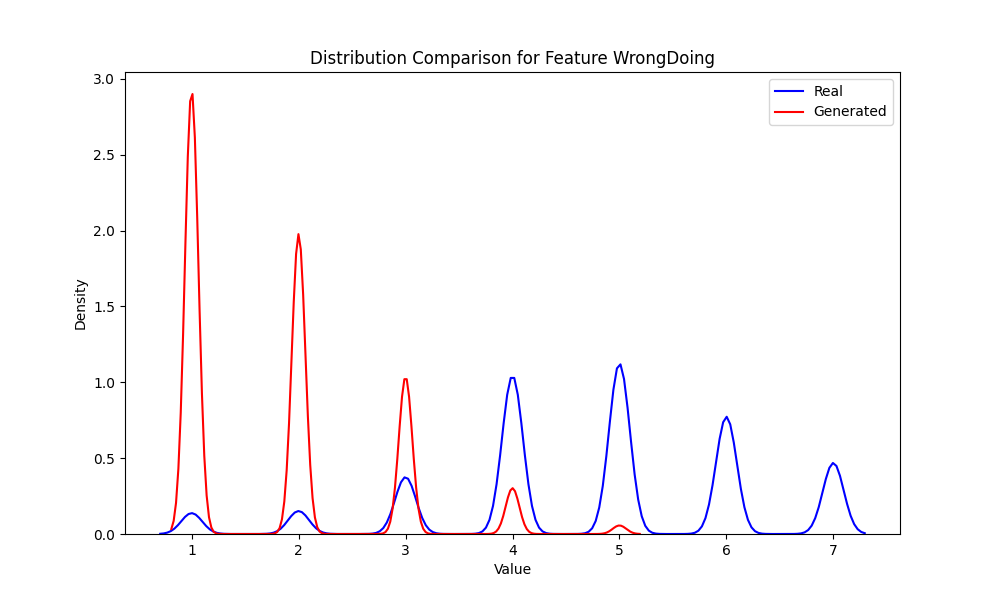 Distribution Comparison for Feature WrongDoing
Real
Generated
Density
3.0
2.5
2.0
1.5
1.0
0.5
0.0
1 2 3 4 5 6 7
Value